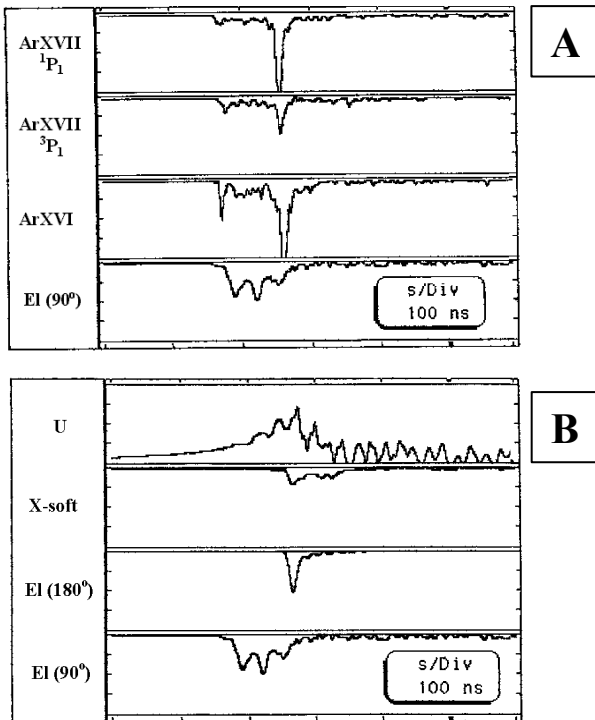 ArXVII
¹P₁
ArXVII
³P₁
ArXVI
El (90°)
s/Div
100 ns
A
U
X-soft
El (180°)
El (90°)
s/Div
100 ns
B